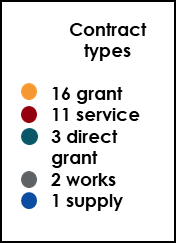 Contract
types
16 grant
11 service
3 direct
grant
2 works
1 supply